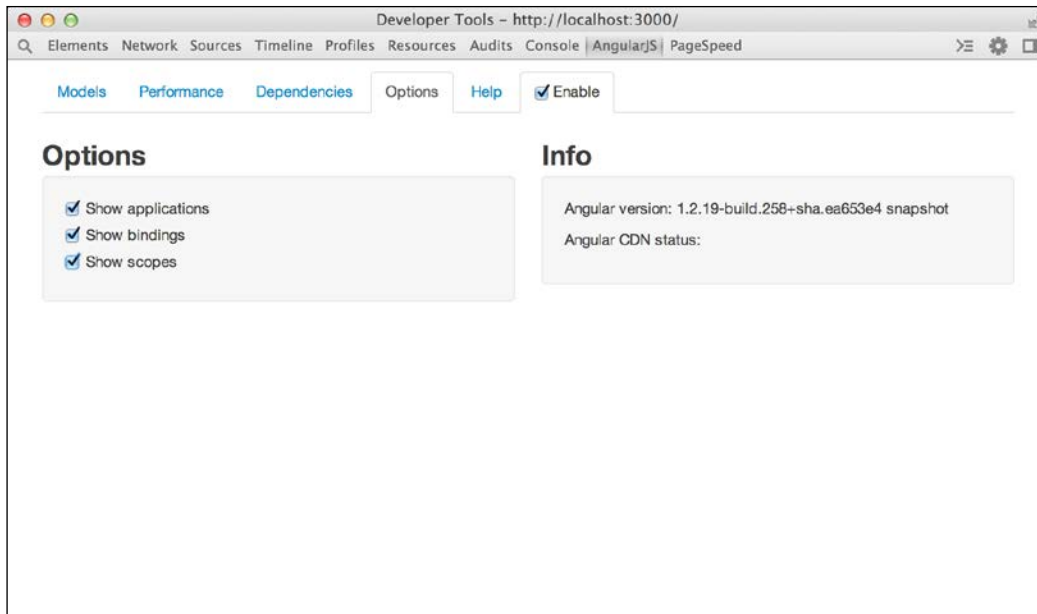 Developer Tools – http://localhost:3000/
Elements Network Sources Timeline Profiles Resources Audits Console AngularJS PageSpeed
Models Performance Dependencies Options Help Enable
Options
Show applications
Show bindings
Show scopes
Info
Angular version: 1.2.19-build.258+sha.ea653e4 snapshot
Angular CDN status: